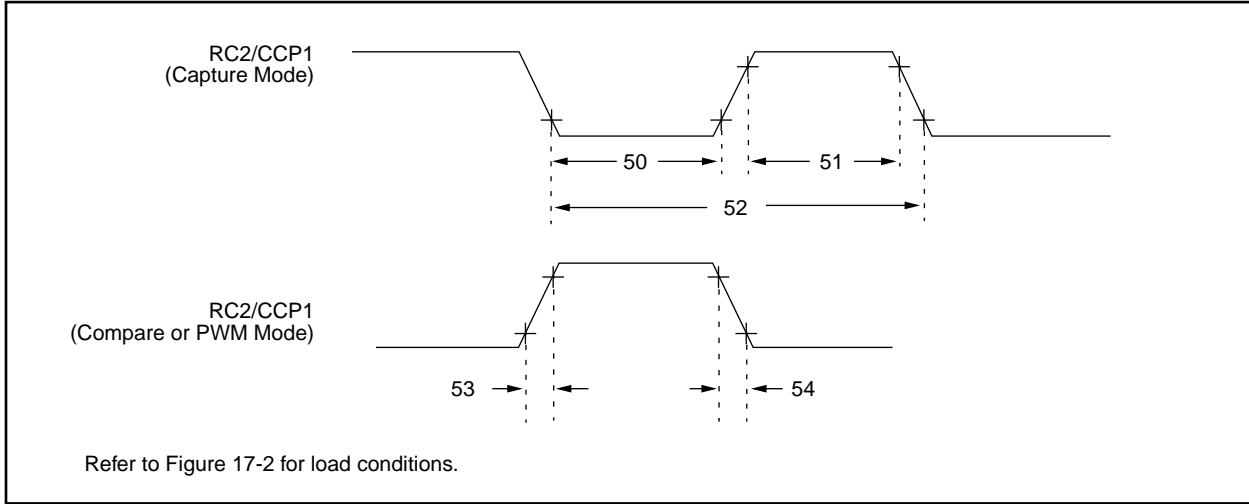 RC2/CCP1
(Capture Mode)
50
51
52
RC2/CCP1
(Compare or PWM Mode)
53
54
Refer to Figure 17-2 for load conditions.